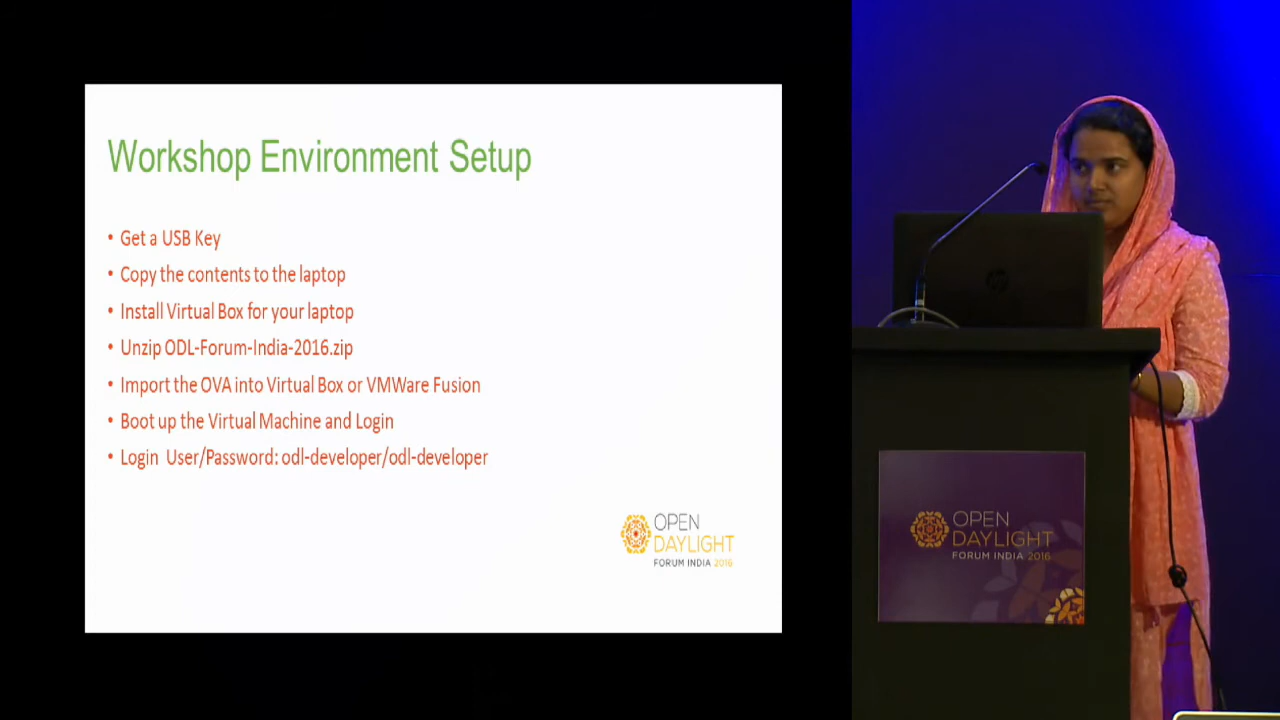 Workshop Environment Setup
• Get a USB Key
• Copy the contents to the laptop
• Install Virtual Box for your laptop
• Unzip ODL-Forum-India-2016.zip
• Import the OVA into Virtual Box or VMWare Fusion
• Boot up the Virtual Machine and Login
• Login User/Password: odl-developer/odl-developer
OPEN
DAYLIGHT
FORUM INDIA 2016
OPEN
DAYLIGHT
FORUM INDIA 2016